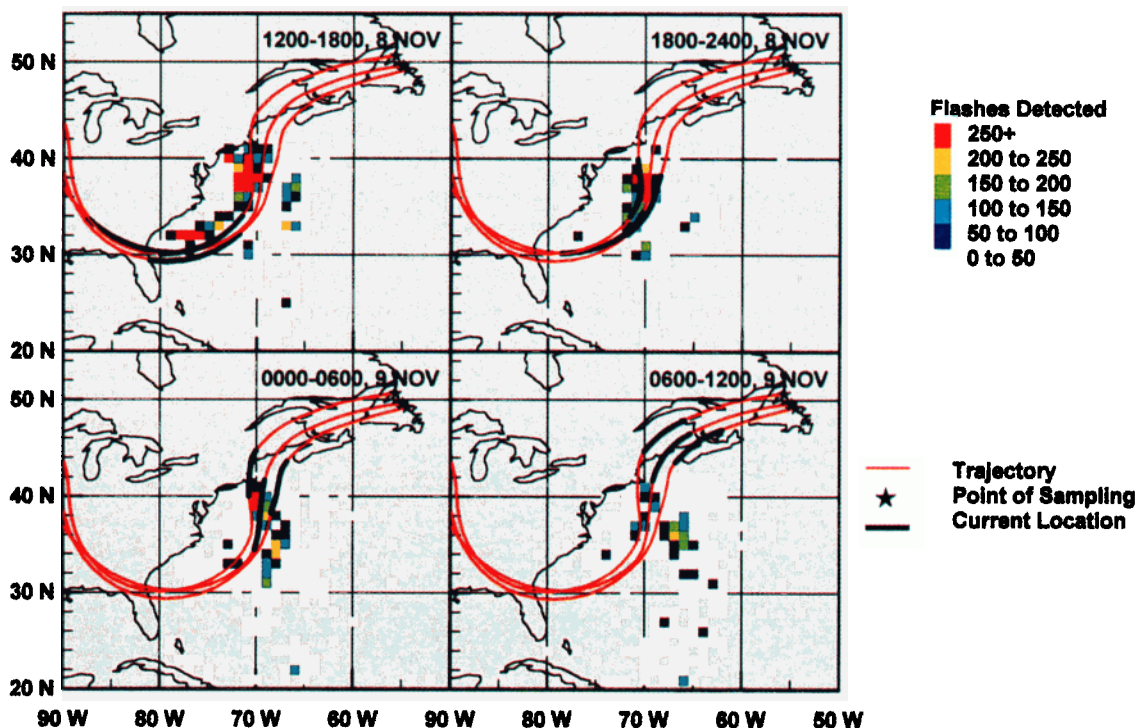 1200-1800, 8 NOV
1800-2400, 8 NOV
50 N
40 N
30 N
20 N
Flashes Detected
250+
200 to 250
150 to 200
100 to 150
50 to 100
0 to 50
0000-0600, 9 NOV
0600-1200, 9 NOV
50 N
40 N
30 N
20 N
Trajectory
Point of Sampling
Current Location
90 W 80 W 70 W 60 W 90 W 80 W 70 W 60 W 50 W